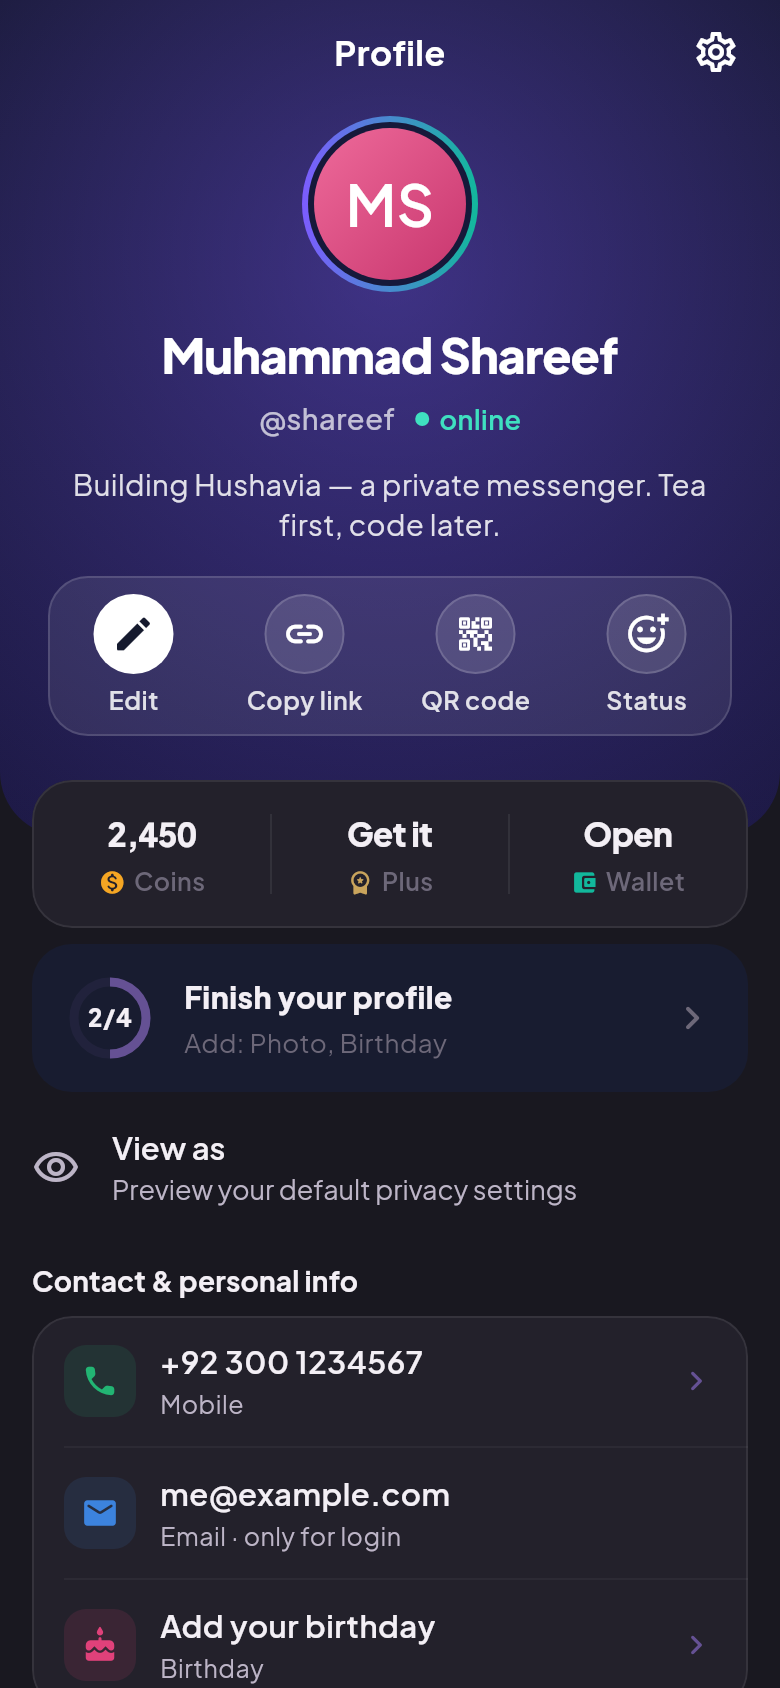 Profile
MS
Muhammad Shareef
@shareef online
Building Hushavia — a private messenger. Tea
first, code later.
Edit Copy link QR code Status
2,450 Get it Open
Coins Plus Wallet
2/4
Finish your profile
Add: Photo, Birthday
View as
Preview your default privacy settings
Contact & personal info
+92 300 1234567
Mobile
me@example.com
Email · only for login
Add your birthday
Birthday